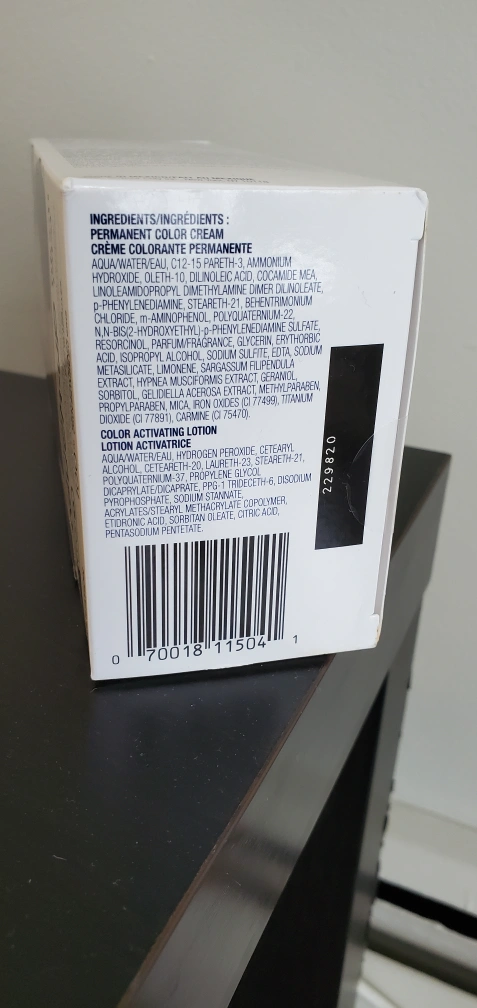 INGREDIENTS/INGRÉDIENTS :
PERMANENT COLOR CREAM
CRÈME COLORANTE PERMANENTE
AQUA/WATER/EAU, C12-15 PARETH-3, AMMONIUM
HYDROXIDE, OLETH-10, DILINOLEIC ACID, COCAMIDE MEA,
LINOLEAMIDOPROPYL DIMETHYLAMINE DIMER DILINOLEATE,
p-PHENYLENEDIAMINE, STEARETH-21, BEHENTRIMONIUM
CHLORIDE, m-AMINOPHENOL, POLYQUATERNIUM-22,
N,N-BIS(2-HYDROXYETHYL)-p-PHENYLENEDIAMINE SULFATE,
RESORCINOL, PARFUM/FRAGRANCE, GLYCERIN, ERYTHORBIC
ACID, ISOPROPYL ALCOHOL, SODIUM SULFITE, EDTA, SODIUM
METASILICATE, LIMONENE, SARGASSUM FILIPENDULA
EXTRACT, HYPNEA MUSCIFORMIS EXTRACT, GERANIOL,
SORBITOL, GELIDIELLA ACEROSA EXTRACT, METHYLPARABEN,
PROPYLPARABEN, MICA, IRON OXIDES (CI 77499), TITANIUM
DIOXIDE (CI 77891), CARMINE (CI 75470).
COLOR ACTIVATING LOTION
LOTION ACTIVATRICE
AQUA/WATER/EAU, HYDROGEN PEROXIDE, CETEARYL
ALCOHOL, CETEARETH-20, LAURETH-23, STEARETH-21,
POLYQUATERNIUM-37, PROPYLENE GLYCOL
DICAPRYLATE/DICAPRATE, PPG-1 TRIDECETH-6, DISODIUM
PYROPHOSPHATE, SODIUM STANNATE,
ACRYLATES/STEARYL METHACRYLATE COPOLYMER,
ETIDRONIC ACID, SORBITAN OLEATE, CITRIC ACID,
PENTASODIUM PENTETATE.
229820
0 70018 11504 1